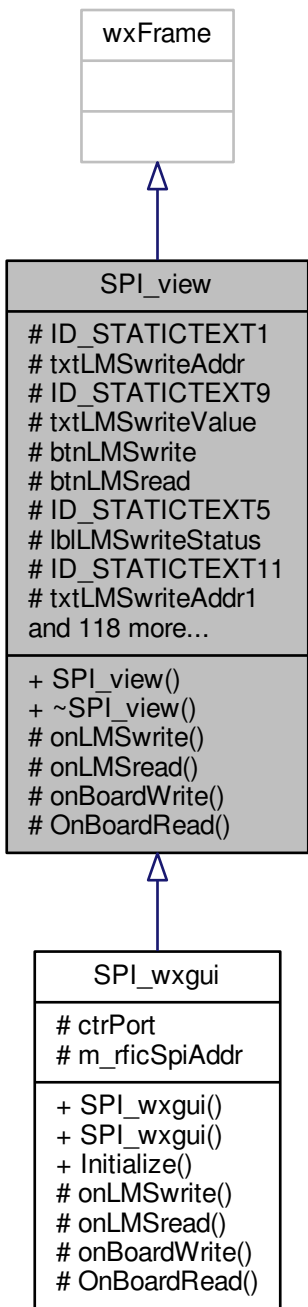 wxFrame
SPI_view
# ID_STATICTEXT1
# txtLMSwriteAddr
# ID_STATICTEXT9
# txtLMSwriteValue
# btnLMSwrite
# btnLMSread
# ID_STATICTEXT5
# lblLMSwriteStatus
# ID_STATICTEXT11
# txtLMSwriteAddr1
and 118 more...
+ SPI_view()
+ ~SPI_view()
# onLMSwrite()
# onLMSread()
# onBoardWrite()
# OnBoardRead()
SPI_wxgui
# ctrPort
# m_rficSpiAddr
+ SPI_wxgui()
+ SPI_wxgui()
+ Initialize()
# onLMSwrite()
# onLMSread()
# onBoardWrite()
# OnBoardRead()